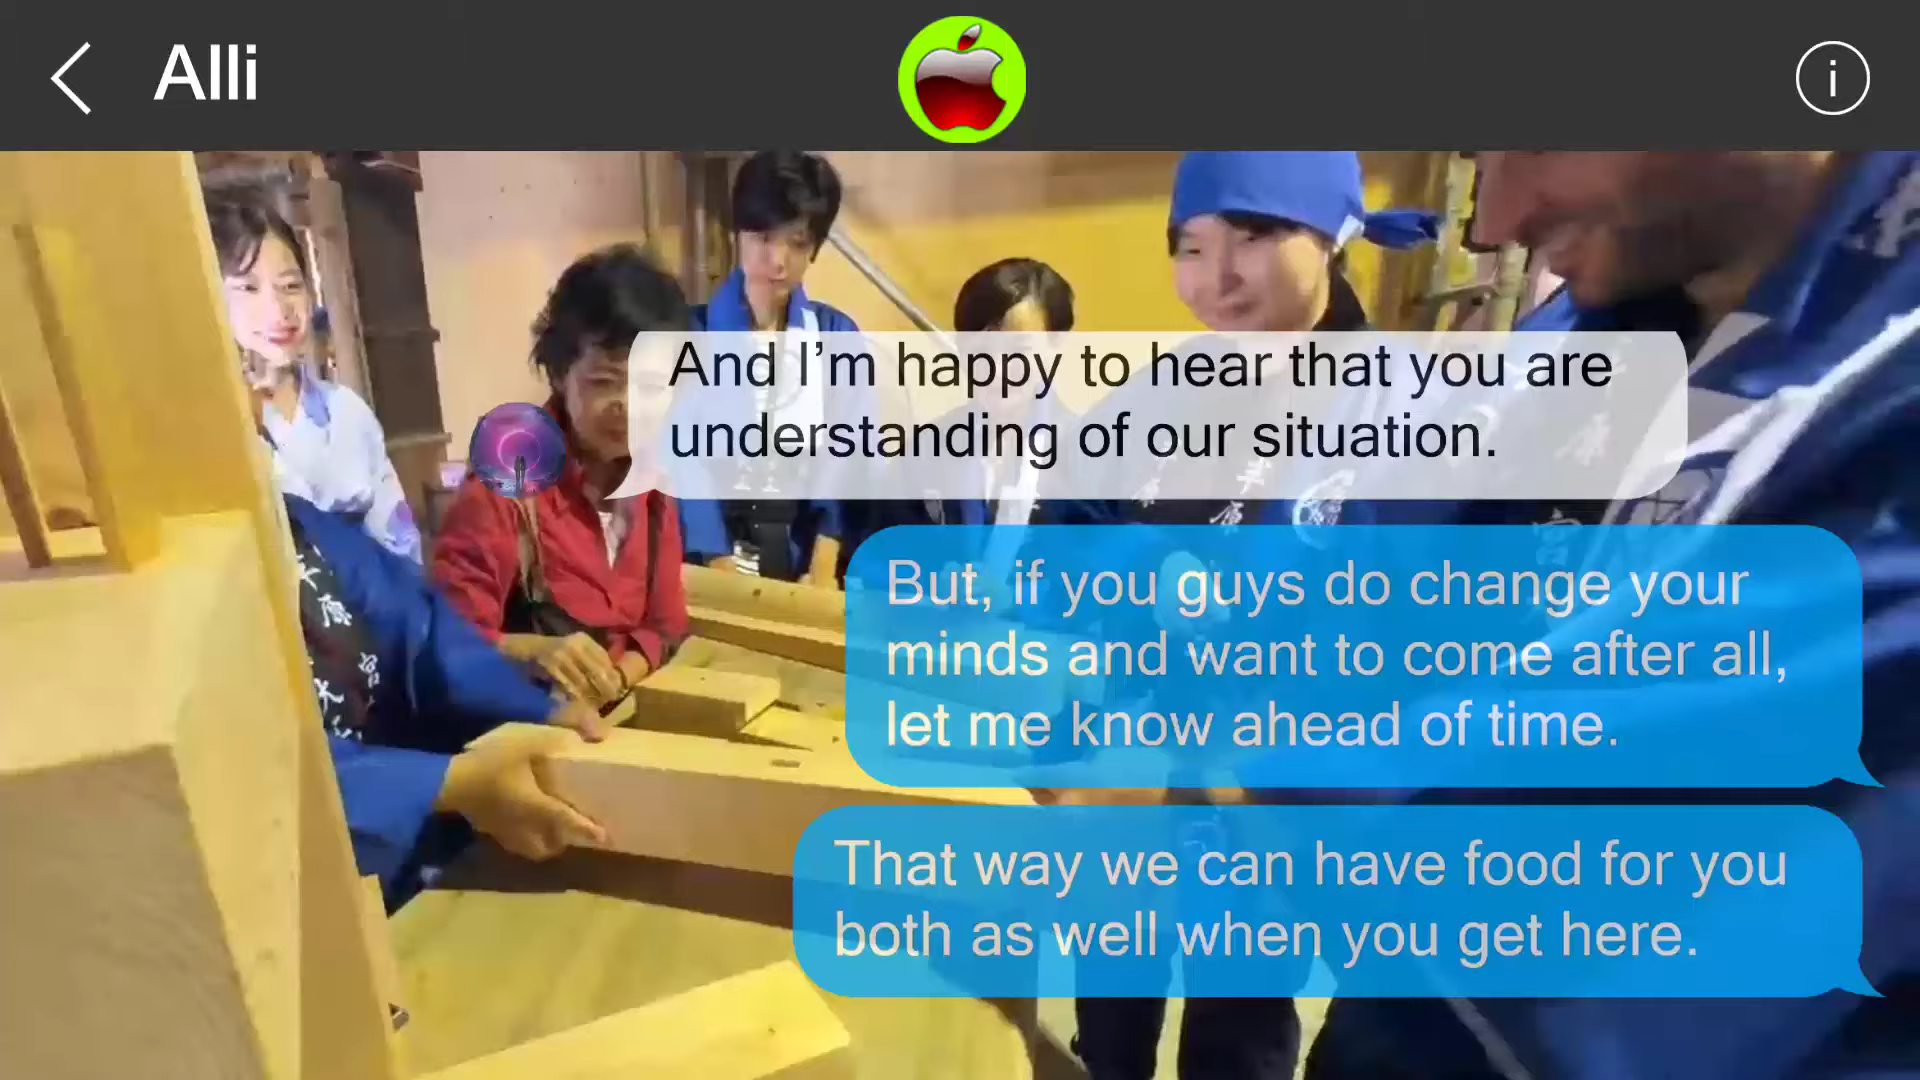 Alli
And I’m happy to hear that you are
understanding of our situation.
But, if you guys do change your
minds and want to come after all,
let me know ahead of time.
That way we can have food for you
both as well when you get here.